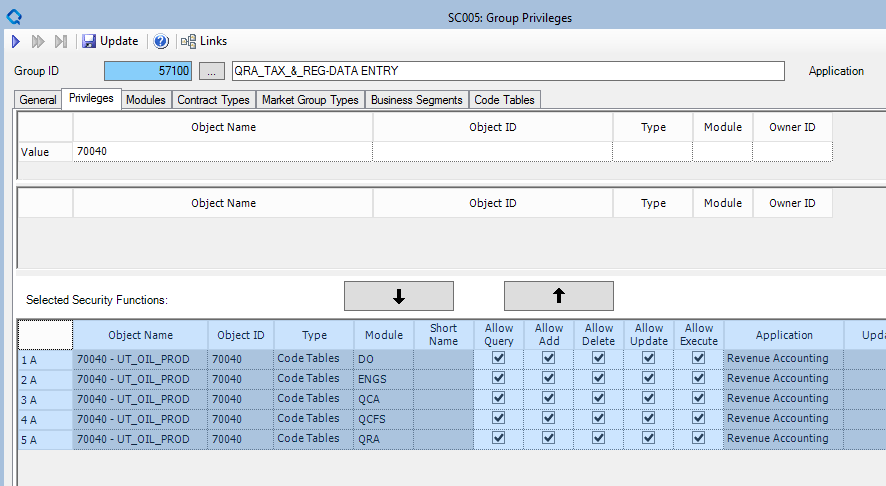 SC005: Group Privileges
Update Links
Group ID 57100 ... QRA_TAX_&_REG-DATA ENTRY Application
General Privileges Modules Contract Types Market Group Types Business Segments Code Tables
Object Name Object ID Type Module Owner ID
Value 70040
Object Name Object ID Type Module Owner ID
Selected Security Functions:
Object Name Object ID Type Module Short Name Allow Query Allow Add Allow Delete Allow Update Allow Execute Application
1 A 70040 - UT_OIL_PROD 70040 Code Tables DO Revenue Accounting
2 A 70040 - UT_OIL_PROD 70040 Code Tables ENGS Revenue Accounting
3 A 70040 - UT_OIL_PROD 70040 Code Tables QCA Revenue Accounting
4 A 70040 - UT_OIL_PROD 70040 Code Tables QCFS Revenue Accounting
5 A 70040 - UT_OIL_PROD 70040 Code Tables QRA Revenue Accounting